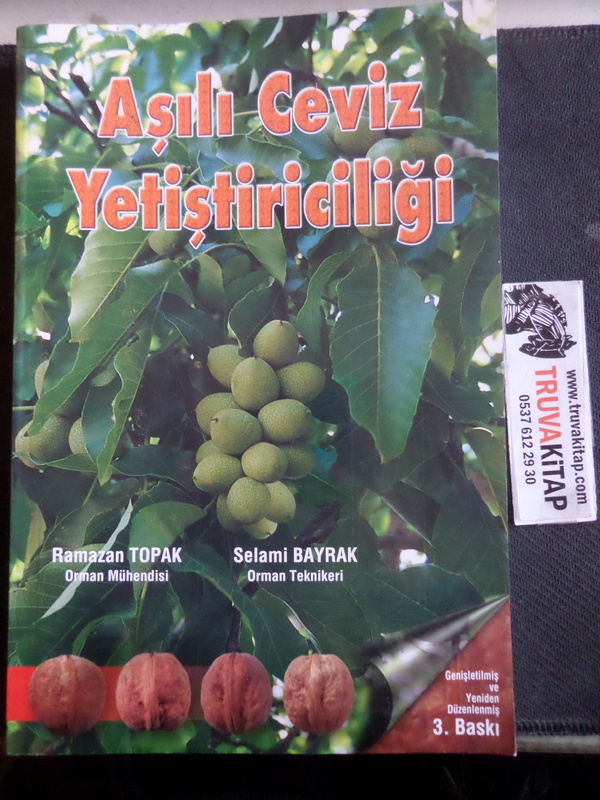 Aşılı Ceviz
Yetiştiriciliği
Ramazan TOPAK
Orman Mühendisi
Selami BAYRAK
Orman Teknikeri
Genişletilmiş
ve
Yeniden
Düzenlenmiş
3. Baskı
www.truvakitap.com
TRUVAKİTAP
0537 612 29 30